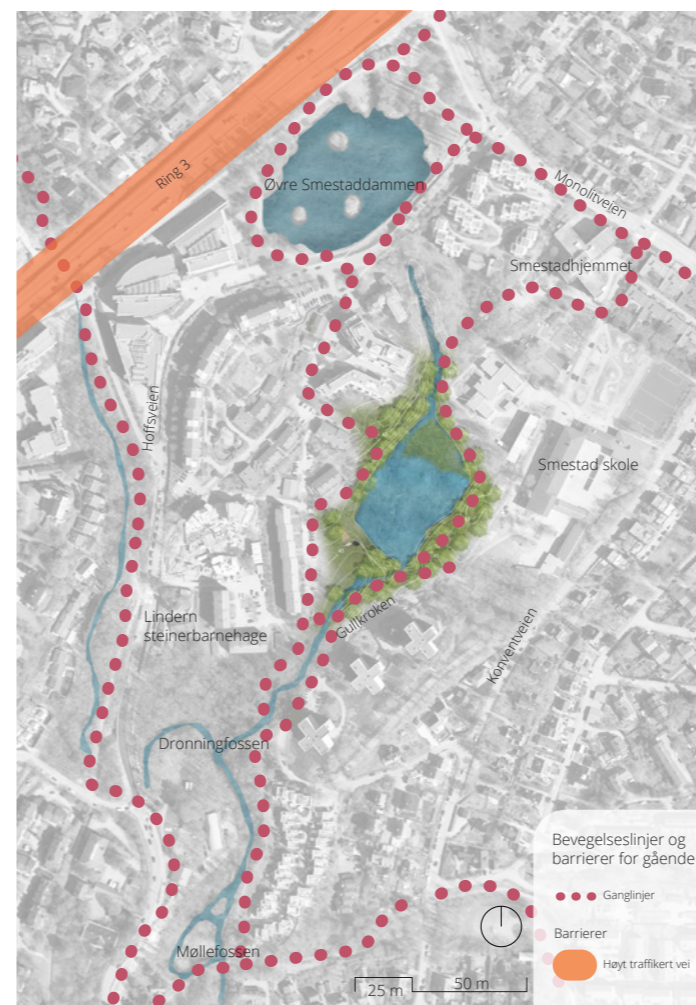 Ring 3
Øvre Smestaddammen
Monolitveien
Smestadhjemmet
Hoffsveien
Smestad skole
Lindern
steinerbarnehage
Gullkroken
Konventveien
Dronningfossen
Møllefossen
Bevegelseslinjer og
barrierer for gående
Ganglinjer
Barrierer
Høyt traffikert vei
25 m
50 m